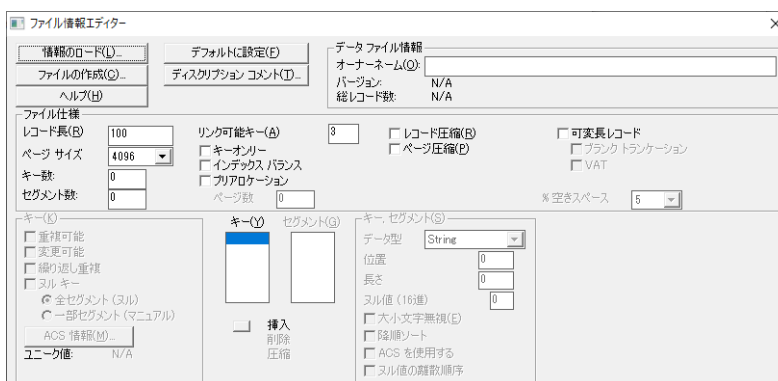 ファイル情報エディター
情報のロード(L)...
デフォルトに設定(F)
ファイルの作成(C)...
ディスクリプション コメント(T)...
ヘルプ(H)
データ ファイル情報
オーナーネーム(O):
バージョン: N/A
総レコード数: N/A
ファイル仕様
レコード長(R) 100
ページ サイズ 4096
キー数: 0
セグメント数: 0
リンク可能キー(A) 3
キーオンリー
インデックス バランス
プリアロケーション
ページ数 0
レコード圧縮(R)
ページ圧縮(P)
可変長レコード
ブランク トランケーション
VAT
% 空きスペース 5
キー(K)
重複可能
変更可能
繰り返し重複
ヌル キー
全セグメント (ヌル)
一部セグメント (マニュアル)
ACS 情報(M)...
ユニーク値: N/A
キー(Y) セグメント(G)
挿入
削除
圧縮
キー, セグメント(S)
データ型 String
位置 0
長さ 0
ヌル値 (16進) 0
大小文字無視(E)
降順ソート
ACS を使用する
ヌル値の離散順序